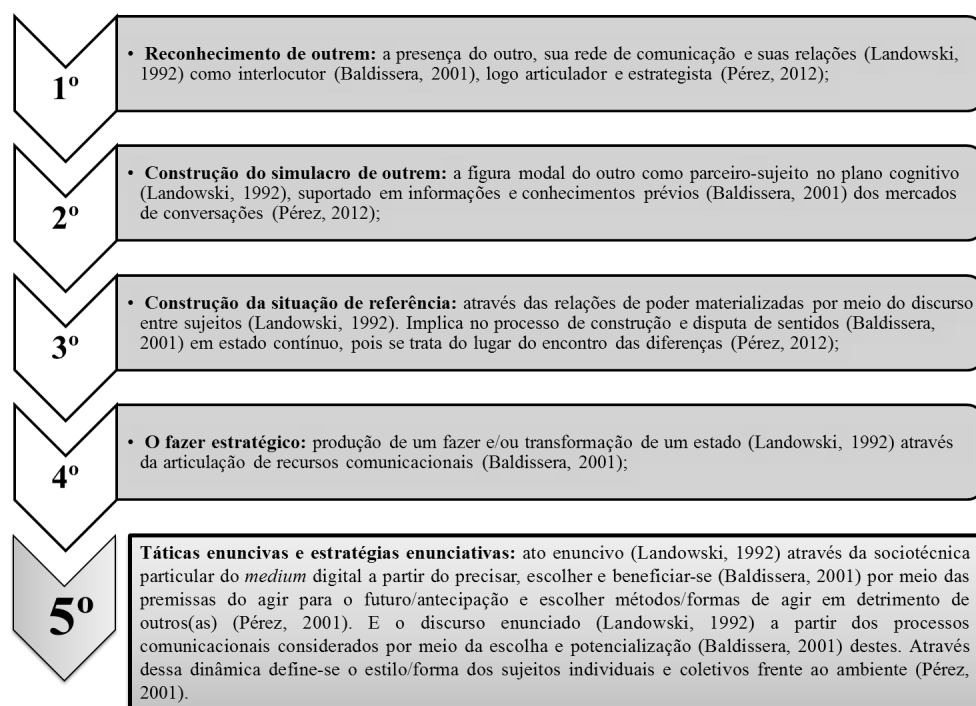 1º
• Reconhecimento de outrem: a presença do outro, sua rede de comunicação e suas relações (Landowski,
1992) como interlocutor (Baldissera, 2001), logo articulador e estrategista (Pérez, 2012);
2º
• Construção do simulacro de outrem: a figura modal do outro como parceiro-sujeito no plano cognitivo
(Landowski, 1992), suportado em informações e conhecimentos prévios (Baldissera, 2001) dos mercados
de conversações (Pérez, 2012);
3º
• Construção da situação de referência: através das relações de poder materializadas por meio do discurso
entre sujeitos (Landowski, 1992). Implica no processo de construção e disputa de sentidos (Baldissera,
2001) em estado contínuo, pois se trata do lugar do encontro das diferenças (Pérez, 2012);
4º
• O fazer estratégico: produção de um fazer e/ou transformação de um estado (Landowski, 1992) através
da articulação de recursos comunicacionais (Baldissera, 2001);
5º
Táticas enuncivas e estratégias enunciativas: ato enuncivo (Landowski, 1992) através da sociotécnica
particular do medium digital a partir do precisar, escolher e beneficiar-se (Baldissera, 2001) por meio das
premissas do agir para o futuro/antecipação e escolher métodos/formas de agir em detrimento de
outros(as) (Pérez, 2001). E o discurso enunciado (Landowski, 1992) a partir dos processos
comunicacionais considerados por meio da escolha e potencialização (Baldissera, 2001) destes. Através
dessa dinâmica define-se o estilo/forma dos sujeitos individuais e coletivos frente ao ambiente (Pérez,
2001).